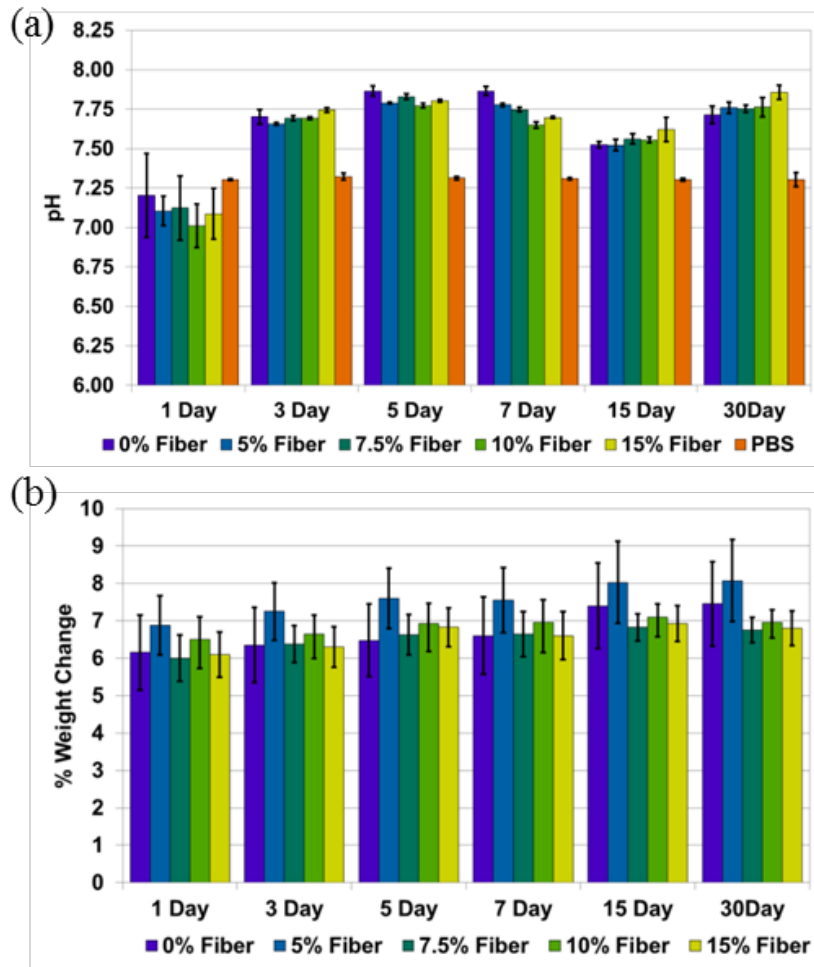 (a)
8.25
8.00
7.75
7.50
7.25
7.00
6.75
6.50
6.25
6.00
pH
1 Day 3 Day 5 Day 7 Day 15 Day 30Day
0% Fiber 5% Fiber 7.5% Fiber 10% Fiber 15% Fiber PBS
(b)
10
9
8
7
6
5
4
3
2
1
0
% Weight Change
1 Day 3 Day 5 Day 7 Day 15 Day 30Day
0% Fiber 5% Fiber 7.5% Fiber 10% Fiber 15% Fiber